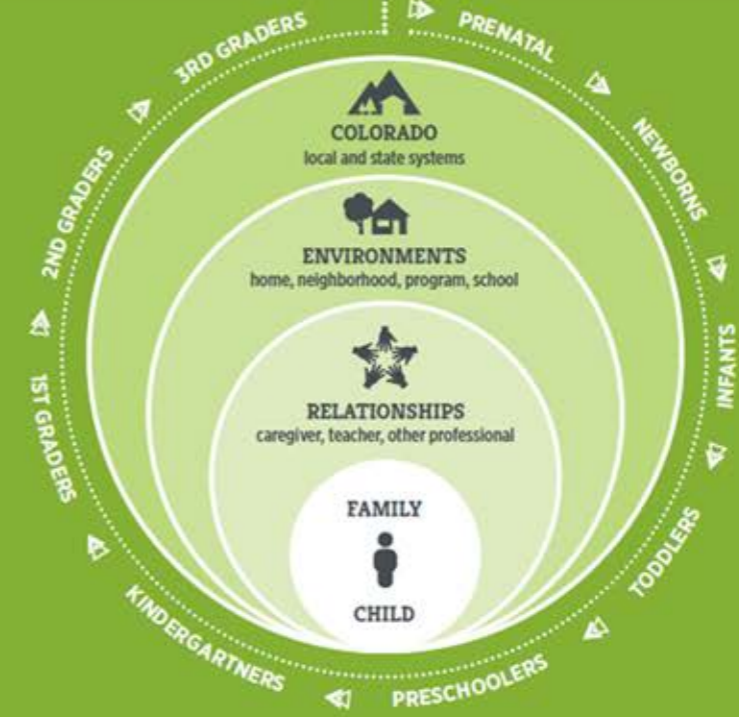 COLORADO
local and state systems
ENVIRONMENTS
home, neighborhood, program, school
RELATIONSHIPS
caregiver, teacher, other professional
FAMILY
CHILD
PRENATAL
NEWBORNS
INFANTS
TODDLERS
PRESCHOOLERS
KINDERGARTNERS
1ST GRADERS
2ND GRADERS
3RD GRADERS